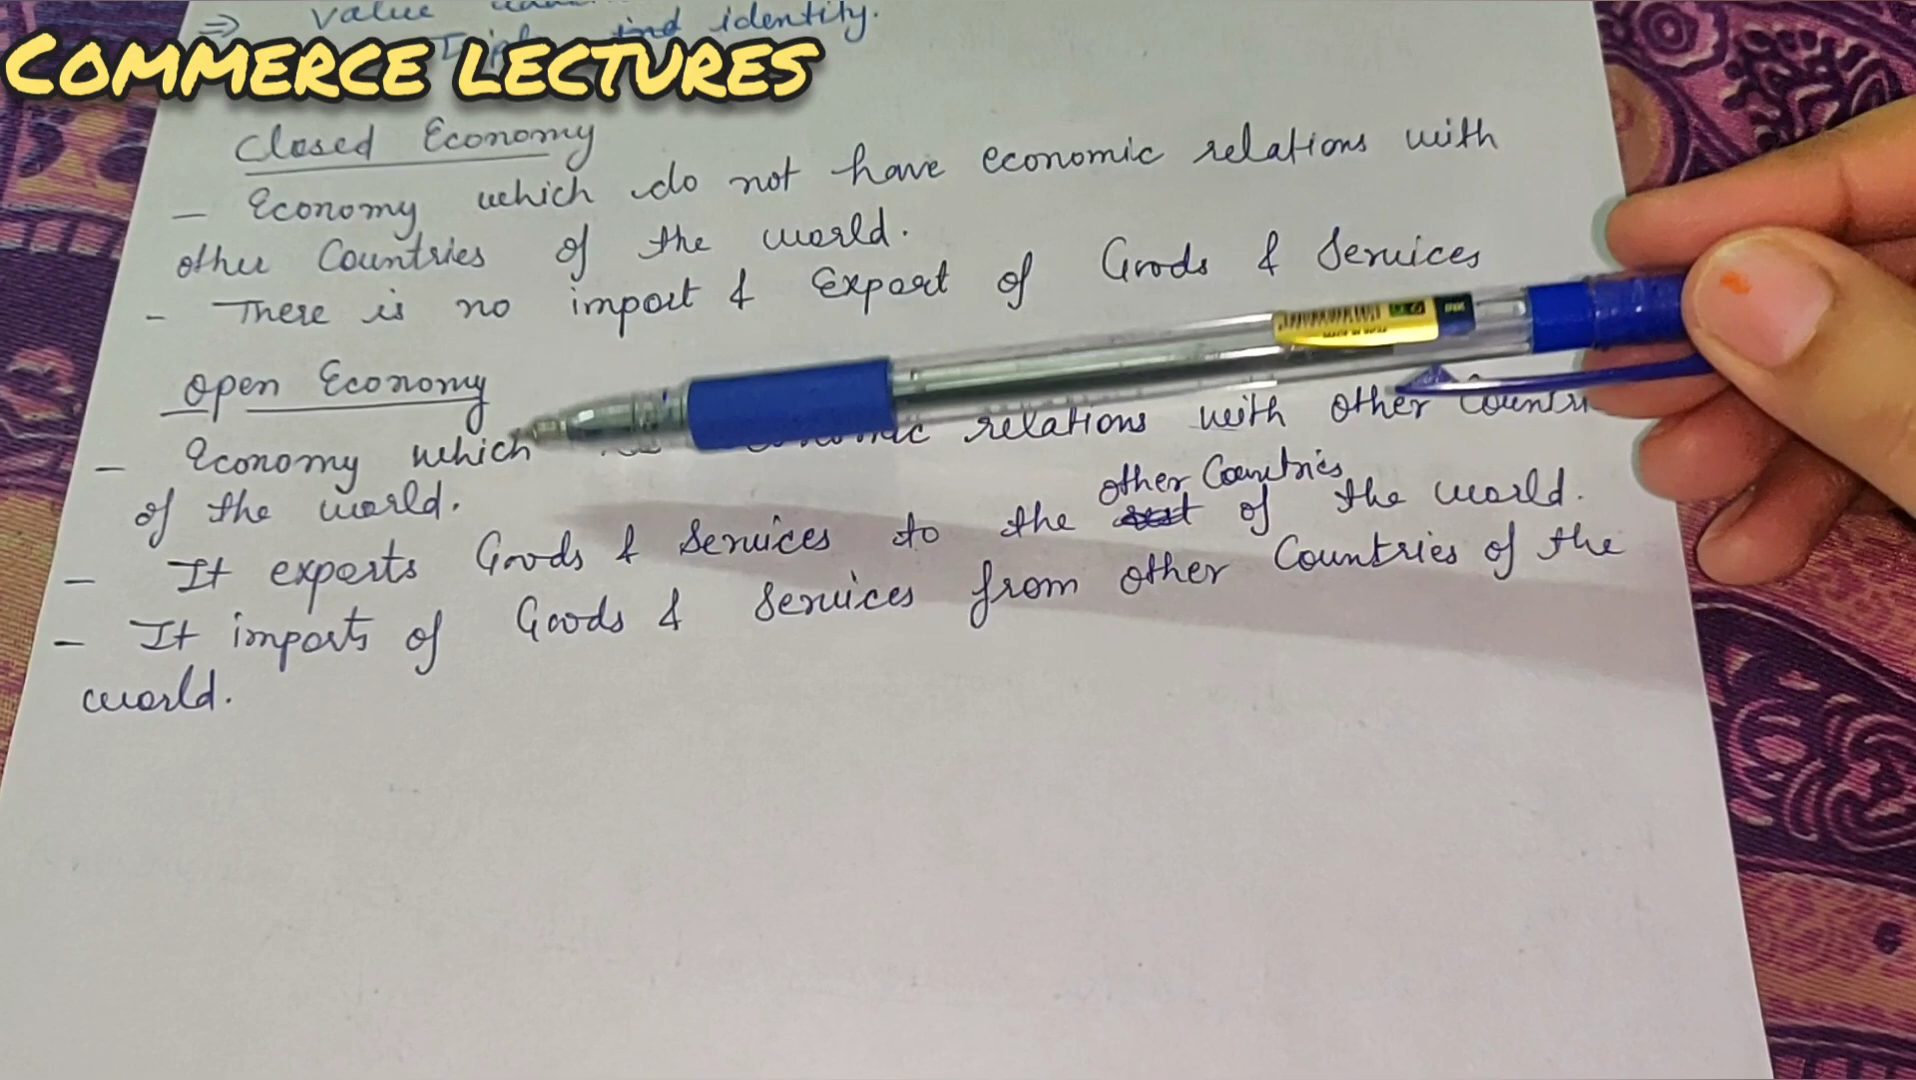 ⇒ value
ind identity.
COMMERCE LECTURES
Closed Economy
— Economy which do not have economic relations with
other Countries of the world.
- There is no import & Export of Goods & Services
Open Economy
— Economy which relations with other
of the world.
other Countries
— It exports Goods & Services to the of the world.
— It imports of Goods & Services from other Countries of the
world.